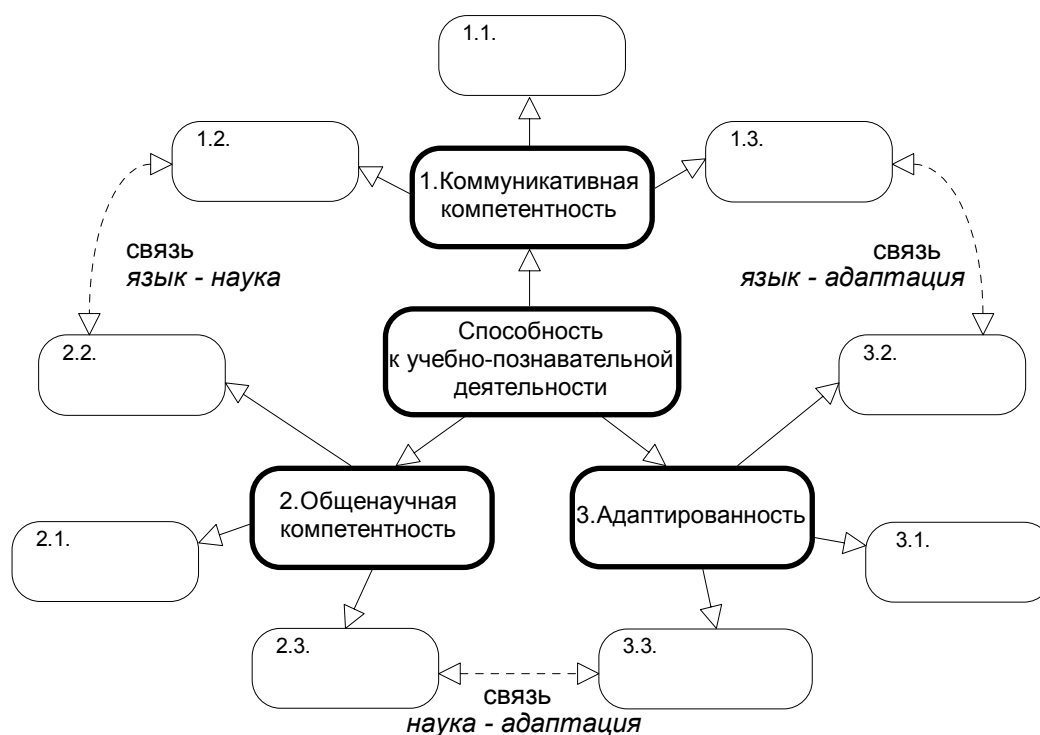 1.1.
1.2.
1.3.
1.Коммуникативная
компетентность
связь
язык - наука
связь
язык - адаптация
Способность
к учебно-познавательной
деятельности
2.2.
3.2.
2.Общенаучная
компетентность
3.Адаптированность
2.1.
3.1.
2.3.
3.3.
связь
наука - адаптация